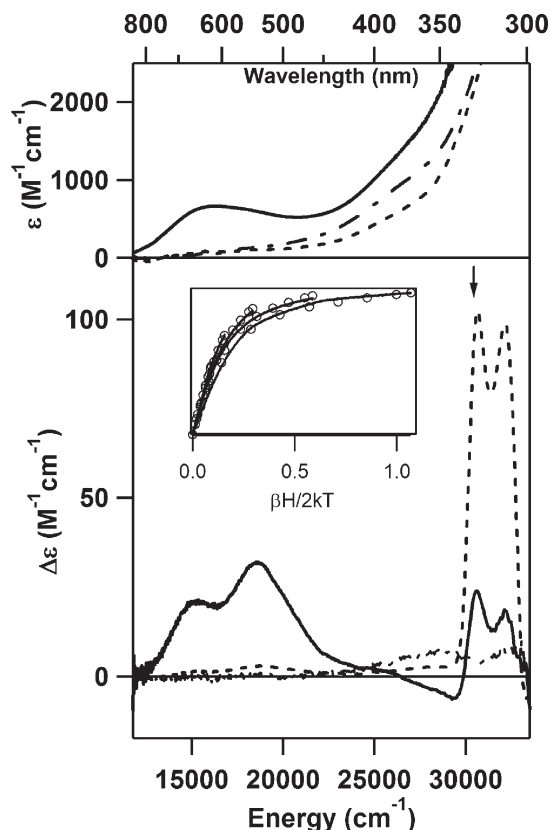 800 600 500 400 350 300
Wavelength (nm)
2000
1000
0
ε (M⁻¹cm⁻¹)
100
50
0
Δε (M⁻¹cm⁻¹)
0.0 0.5 1.0
βH/2kT
15000 20000 25000 30000
Energy (cm⁻¹)